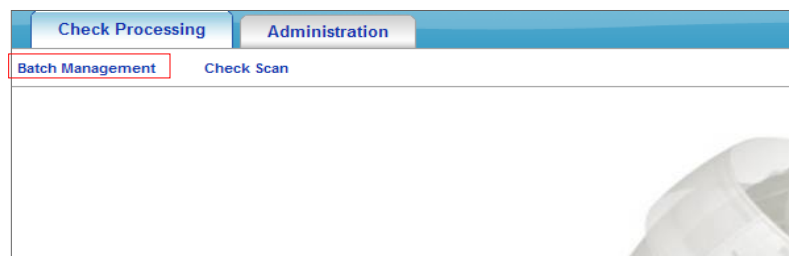 Check Processing Administration
Batch Management Check Scan